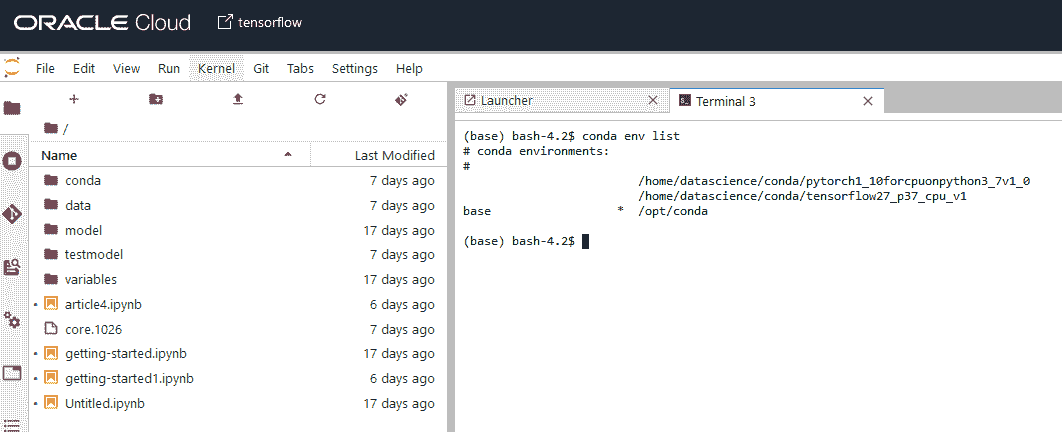 ORACLE Cloud tensorflow
File Edit View Run Kernel Git Tabs Settings Help
Launcher Terminal 3
/
Name Last Modified
conda 7 days ago
data 7 days ago
model 17 days ago
testmodel 7 days ago
variables 17 days ago
article4.ipynb 6 days ago
core.1026 7 days ago
getting-started.ipynb 17 days ago
getting-started1.ipynb 6 days ago
Untitled.ipynb 17 days ago
(base) bash-4.2$ conda env list
# conda environments:
#
/home/datascience/conda/pytorch1_10forcpuonpython3_7v1_0
/home/datascience/conda/tensorflow27_p37_cpu_v1
base * /opt/conda
(base) bash-4.2$